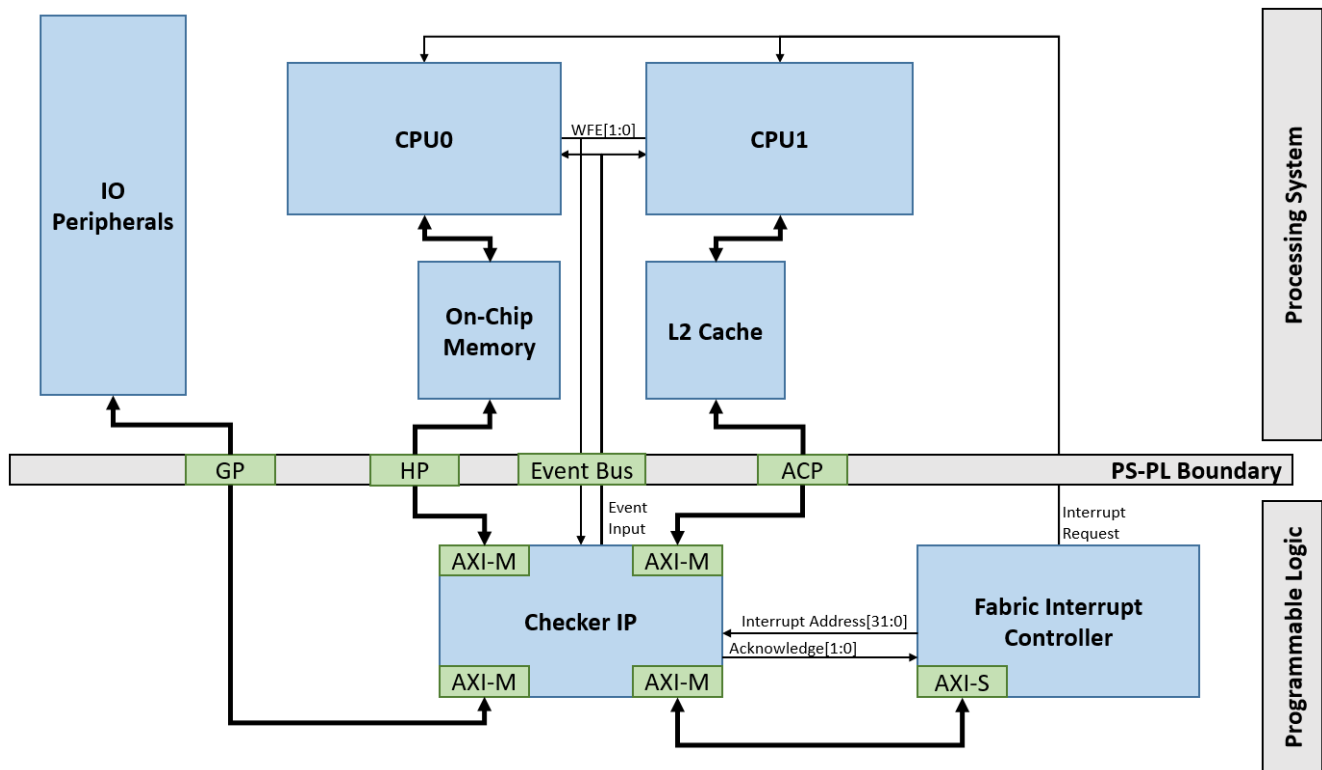 CPU0
WFE[1:0]
CPU1
IO
Peripherals
On-Chip
Memory
L2 Cache
Processing System
GP
HP
Event Bus
ACP
PS-PL Boundary
Event
Input
Interrupt
Request
AXI-M
AXI-M
Checker IP
Interrupt Address[31:0]
Acknowledge[1:0]
AXI-M
AXI-M
Fabric Interrupt
Controller
AXI-S
Programmable Logic